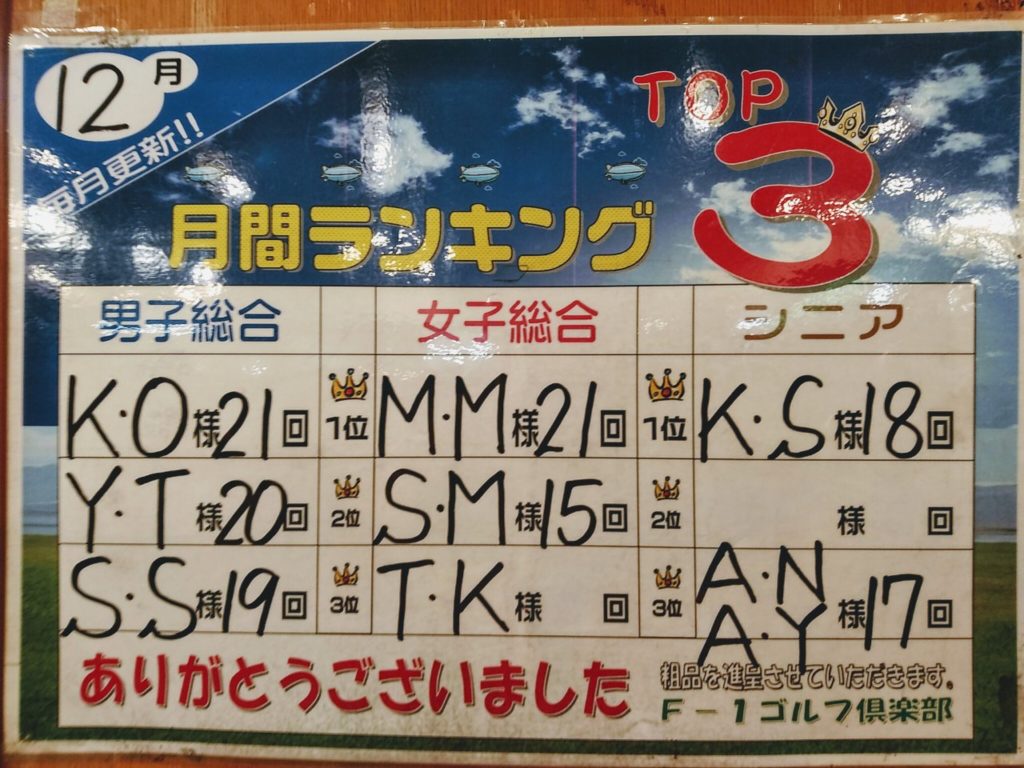 12月
毎月更新!!
TOP
3
月間ランキング
男子総合 女子総合 シニア
K・O様21回 1位 M・M様21回 1位 K・S様18回
Y・T様20回 2位 S・M様15回 2位 様 回
S・S様19回 3位 T・K様 回 3位 A・N
A・Y様17回
ありがとうございました
粗品を進呈させていただきます。
F－1ゴルフ倶楽部